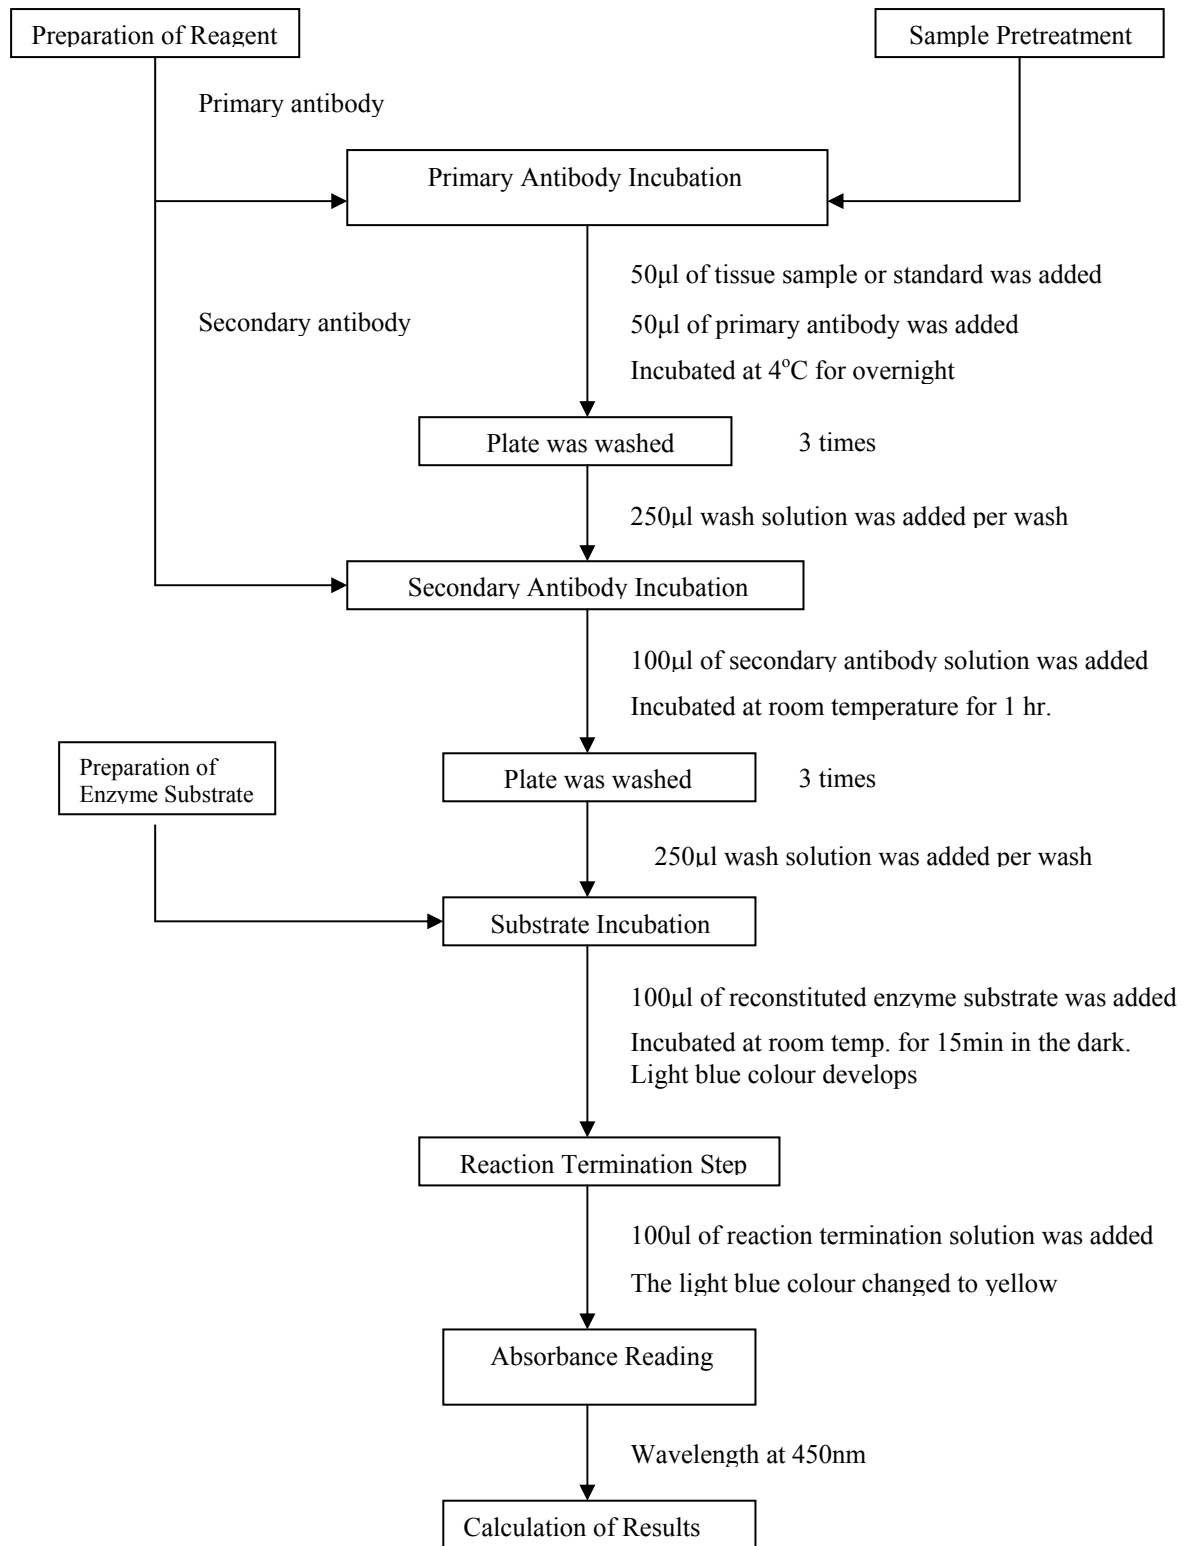 Preparation of Reagent
Sample Pretreatment
Primary antibody
Primary Antibody Incubation
50µl of tissue sample or standard was added
Secondary antibody
50µl of primary antibody was added
Incubated at 4°C for overnight
Plate was washed
3 times
250µl wash solution was added per wash
Secondary Antibody Incubation
100µl of secondary antibody solution was added
Incubated at room temperature for 1 hr.
Preparation of
Enzyme Substrate
Plate was washed
3 times
250µl wash solution was added per wash
Substrate Incubation
100µl of reconstituted enzyme substrate was added
Incubated at room temp. for 15min in the dark.
Light blue colour develops
Reaction Termination Step
100ul of reaction termination solution was added
The light blue colour changed to yellow
Absorbance Reading
Wavelength at 450nm
Calculation of Results